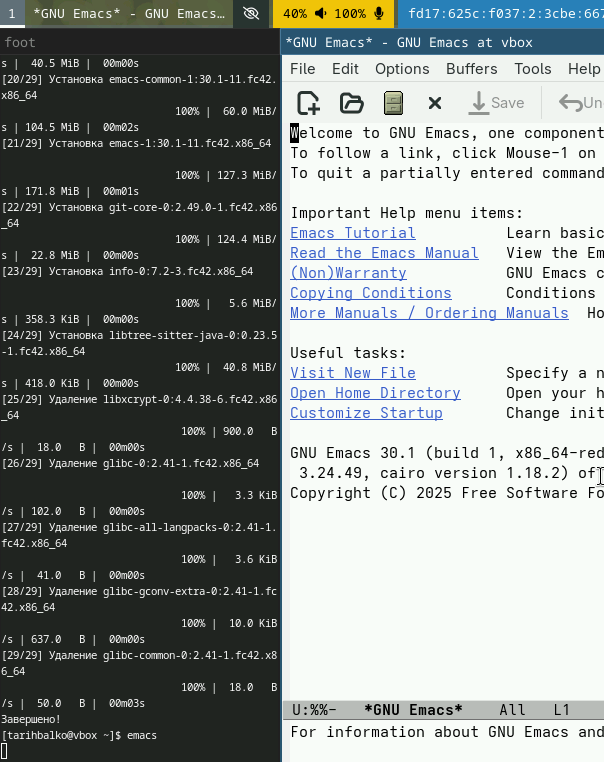 1 *GNU Emacs* - GNU Emacs… 40% 100% fd17:625c:f037:2:3cbe:667
foot
s |  40.5 MiB |  00m00s
[20/29] Установка emacs-common-1:30.1-11.fc42.
x86_64
100% |  60.0 MiB/
s | 104.5 MiB |  00m02s
[21/29] Установка emacs-1:30.1-11.fc42.x86_64
100% | 127.3 MiB/
s | 171.8 MiB |  00m01s
[22/29] Установка git-core-0:2.49.0-1.fc42.x86
_64
100% | 124.4 MiB/
s |  22.8 MiB |  00m00s
[23/29] Установка info-0:7.2-3.fc42.x86_64
100% |   5.6 MiB/
s | 358.3 KiB |  00m00s
[24/29] Установка libtree-sitter-java-0:0.23.5
-1.fc42.x86_64
100% |  40.8 MiB/
s | 418.0 KiB |  00m00s
[25/29] Удаление libxcrypt-0:4.4.38-6.fc42.x86
_64
100% | 900.0   B
/s |  18.0   B |  00m00s
[26/29] Удаление glibc-0:2.41-1.fc42.x86_64
100% |   3.3 KiB
/s | 102.0   B |  00m00s
[27/29] Удаление glibc-all-langpacks-0:2.41-1.
fc42.x86_64
100% |   3.6 KiB
/s |  41.0   B |  00m00s
[28/29] Удаление glibc-gconv-extra-0:2.41-1.fc
42.x86_64
100% |  10.0 KiB
/s | 637.0   B |  00m00s
[29/29] Удаление glibc-common-0:2.41-1.fc42.x8
6_64
100% |  18.0   B
/s |  50.0   B |  00m03s
Завершено!
[tarihbalko@vbox ~]$ emacs
*GNU Emacs* - GNU Emacs at vbox
File Edit Options Buffers Tools Help
Save Un
Welcome to GNU Emacs, one component
To follow a link, click Mouse-1 on
To quit a partially entered command
Important Help menu items:
Emacs Tutorial Learn basic
Read the Emacs Manual View the Em
(Non)Warranty GNU Emacs c
Copying Conditions Conditions
More Manuals / Ordering Manuals Ho
Useful tasks:
Visit New File Specify a n
Open Home Directory Open your h
Customize Startup Change init
GNU Emacs 30.1 (build 1, x86_64-red
3.24.49, cairo version 1.18.2) of
Copyright (C) 2025 Free Software Fo
U:%%- *GNU Emacs* All L1
For information about GNU Emacs and